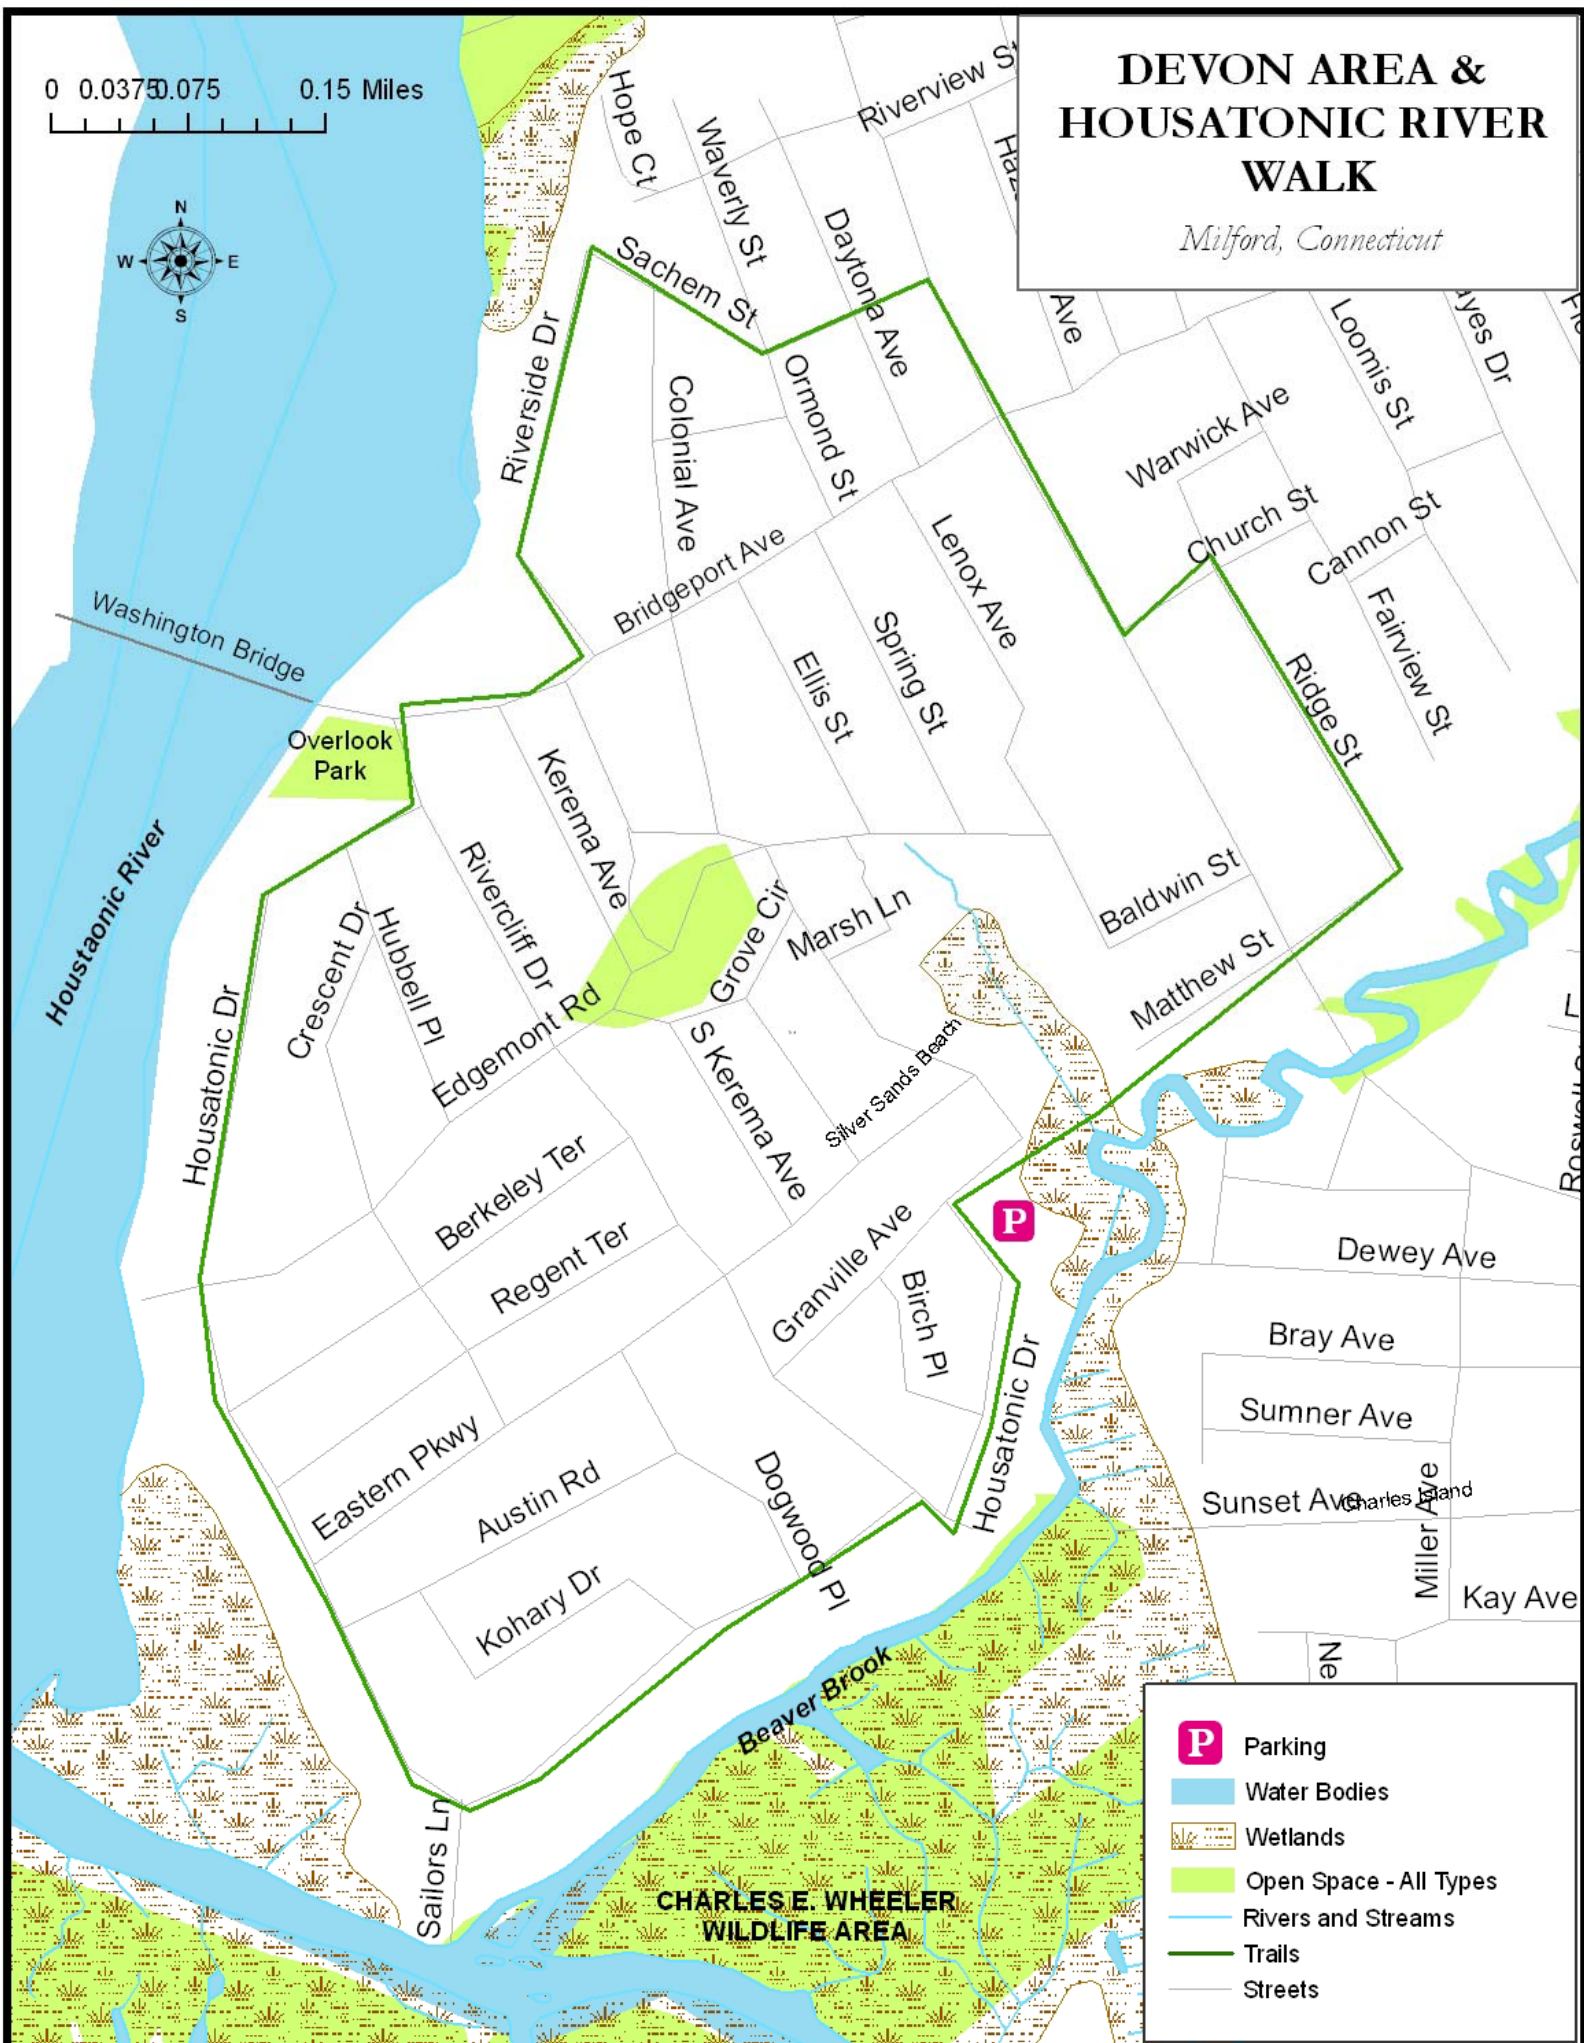 DEVON AREA &
HOUSATONIC RIVER
WALK
Milford, Connecticut
0 0.0375 0.075 0.15 Miles
N
W E
S
Hope Ct
Waverly St
Riverview St
Daytona Ave
Ave
Sachem St
Riverside Dr
Colonial Ave
Ormond St
Loomis St
Warwick Ave
Church St
Cannon St
Fairview St
Lenox Ave
Bridgeport Ave
Spring St
Ellis St
Ridge St
Washington Bridge
Overlook
Park
Kerema Ave
Rivercliff Dr
Houstaonic River
Crescent Dr
Hubbell Pl
Grove Cir
Marsh Ln
Baldwin St
Matthew St
Housatonic Dr
Edgemont Rd
S Kerema Ave
Silver Sands Beach
Berkeley Ter
Regent Ter
Granville Ave
P
Birch Pl
Housatonic Dr
Dewey Ave
Bray Ave
Sumner Ave
Sunset Ave
Charles Island
Miller Ave
Kay Ave
Ne
Eastern Pkwy
Austin Rd
Dogwood Pl
Kohary Dr
Beaver Brook
Sailors Ln
CHARLES E. WHEELER
WILDLIFE AREA
P Parking
Water Bodies
Wetlands
Open Space - All Types
Rivers and Streams
Trails
Streets